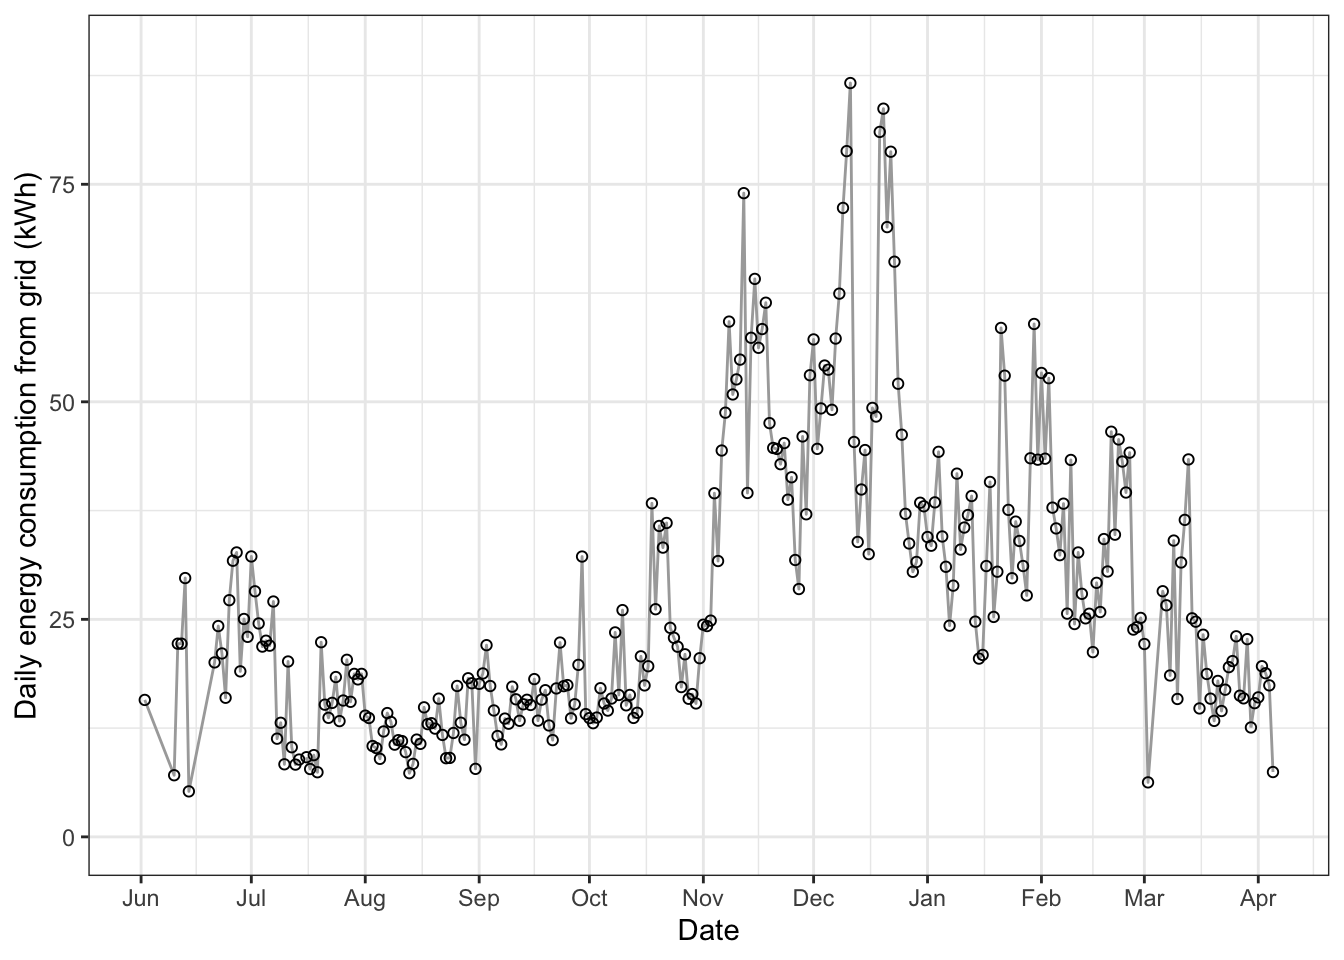 Daily energy consumption from grid (kWh)
75
50
25
0
Jun Jul Aug Sep Oct Nov Dec Jan Feb Mar Apr
Date